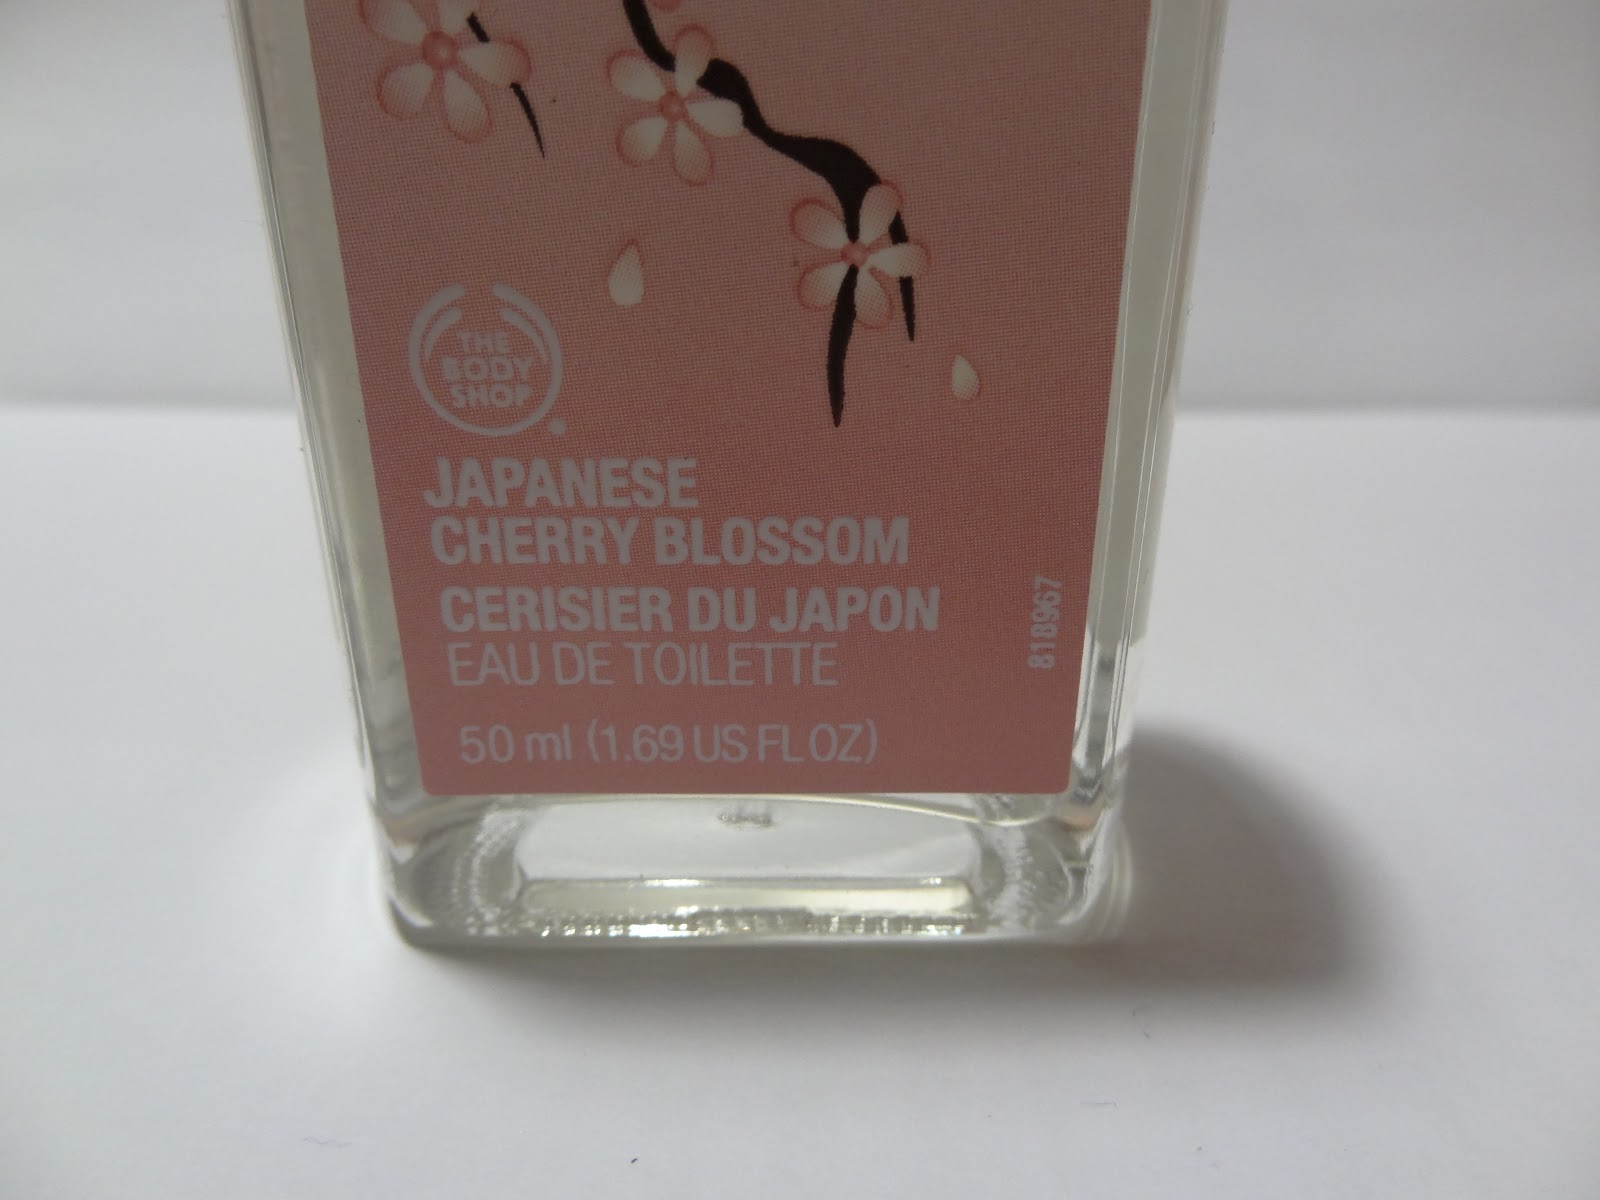 THE
BODY
SHOP
JAPANESE
CHERRY BLOSSOM
CERISIER DU JAPON
EAU DE TOILETTE
50 ml (1.69 US FL OZ)
818967